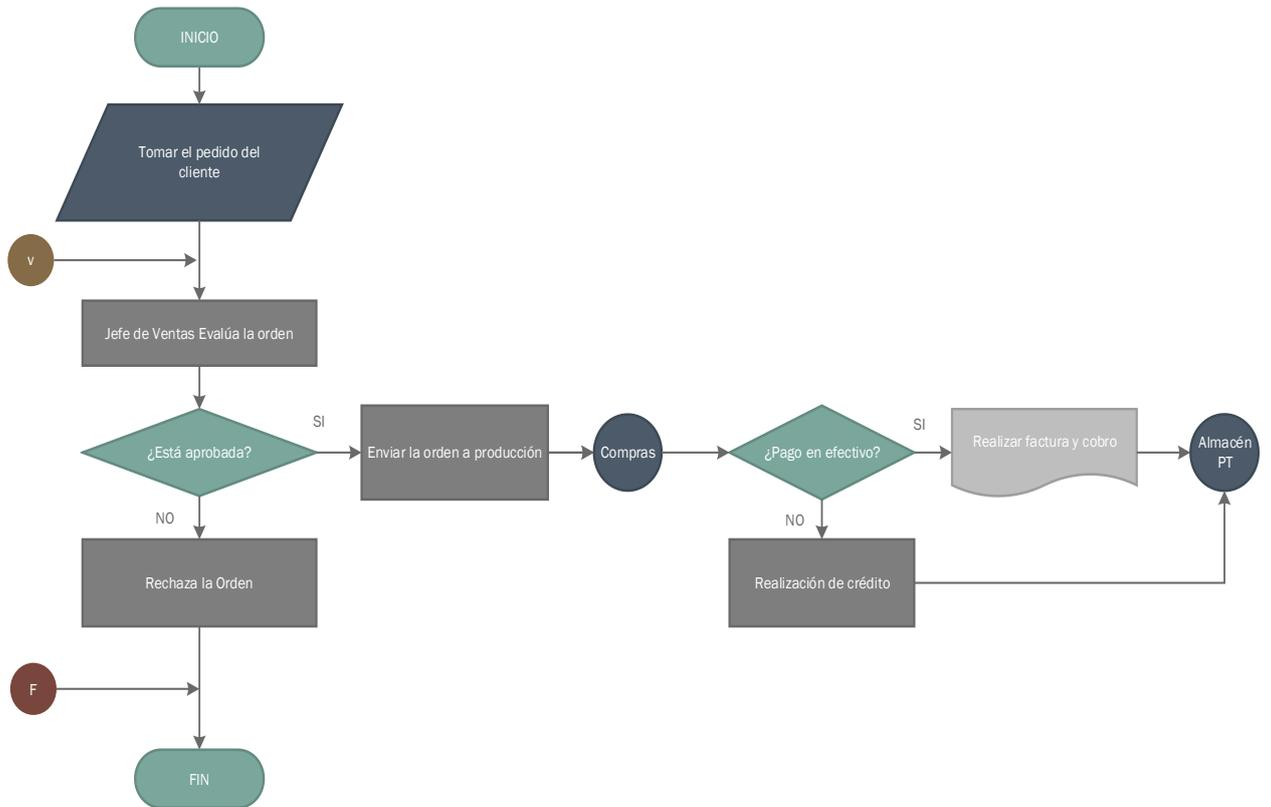 INICIO
Tomar el pedido del
cliente
v
Jefe de Ventas Evalúa la orden
¿Está aprobada?
SI
Enviar la orden a producción
Compras
¿Pago en efectivo?
SI
Realizar factura y cobro
Almacén
PT
NO
Rechaza la Orden
NO
Realización de crédito
F
FIN